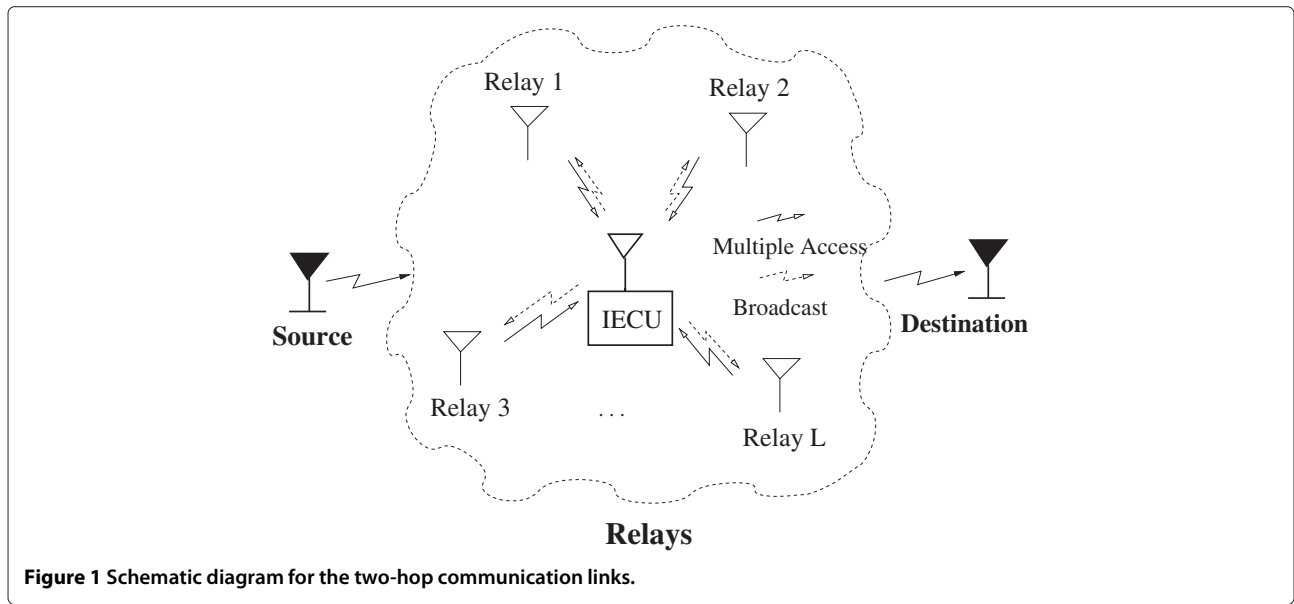 Relay 1
Relay 2
Multiple Access
Broadcast
IECU
Source
Destination
Relay 3
...
Relay L
Relays
Figure 1 Schematic diagram for the two-hop communication links.